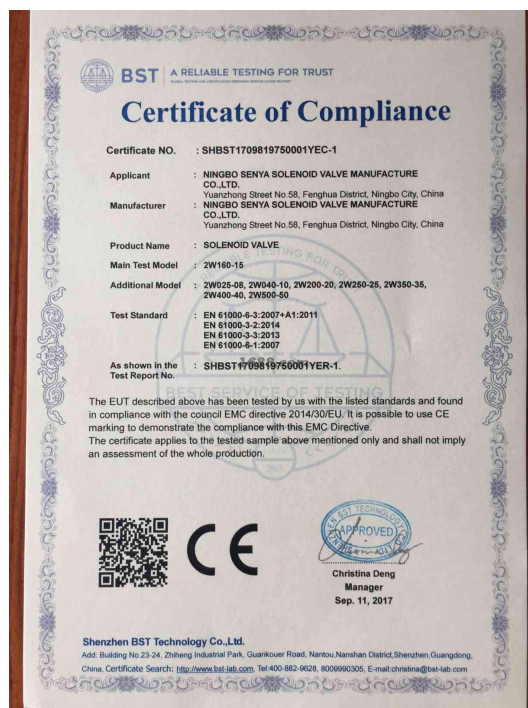 BST A RELIABLE TESTING FOR TRUST
Certificate of Compliance
Certificate NO. : SHBST1709819750001YEC-1
Applicant : NINGBO SENYA SOLENOID VALVE MANUFACTURE
CO.,LTD.
Yuanzhong Street No.58, Fenghua District, Ningbo City, China
Manufacturer : NINGBO SENYA SOLENOID VALVE MANUFACTURE
CO.,LTD.
Yuanzhong Street No.58, Fenghua District, Ningbo City, China
Product Name : SOLENOID VALVE
Main Test Model : 2W160-15
Additional Model : 2W025-08, 2W040-10, 2W200-20, 2W250-25, 2W350-35,
2W400-40, 2W500-50
Test Standard : EN 61000-6-3:2007+A1:2011
EN 61000-3-2:2014
EN 61000-3-3:2013
EN 61000-6-1:2007
1688.com
As shown in the : SHBST1709819750001YER-1.
Test Report No.
BEST SERVICE OF TESTING
The EUT described above has been tested by us with the listed standards and found
in compliance with the council EMC directive 2014/30/EU. It is possible to use CE
marking to demonstrate the compliance with this EMC Directive.
The certificate applies to the tested sample above mentioned only and shall not imply
an assessment of the whole production.
2003
CE
APPROVED
Christina Deng
Manager
Sep. 11, 2017
Shenzhen BST Technology Co.,Ltd.
Add: Building No.23-24, Zhiheng Industrial Park, Guankouer Road, Nantou,Nanshan District,Shenzhen,Guangdong,
China, Certificate Search: http://www.bst-lab.com, Tel:400-882-9628, 8009990305, E-mail:christina@bst-lab.com